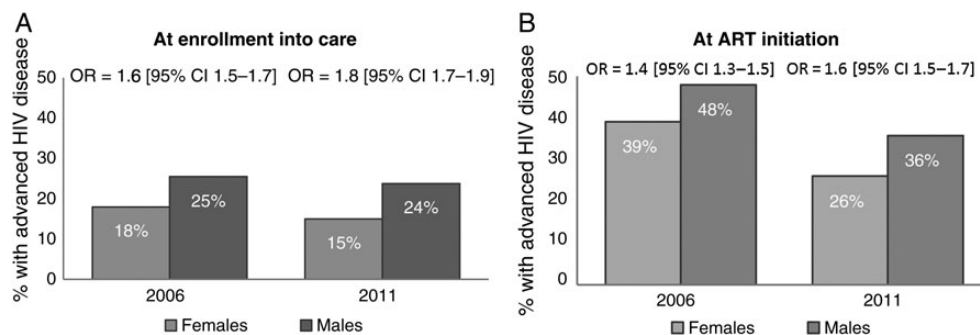 A
At enrollment into care
OR = 1.6 [95% CI 1.5–1.7] OR = 1.8 [95% CI 1.7–1.9]
% with advanced HIV disease
50
40
30
20
10
0
18%
25%
15%
24%
2006 2011
Females Males
B
At ART initiation
OR = 1.4 [95% CI 1.3–1.5] OR = 1.6 [95% CI 1.5–1.7]
% with advanced HIV disease
50
40
30
20
10
0
39%
48%
26%
36%
2006 2011
Females Males